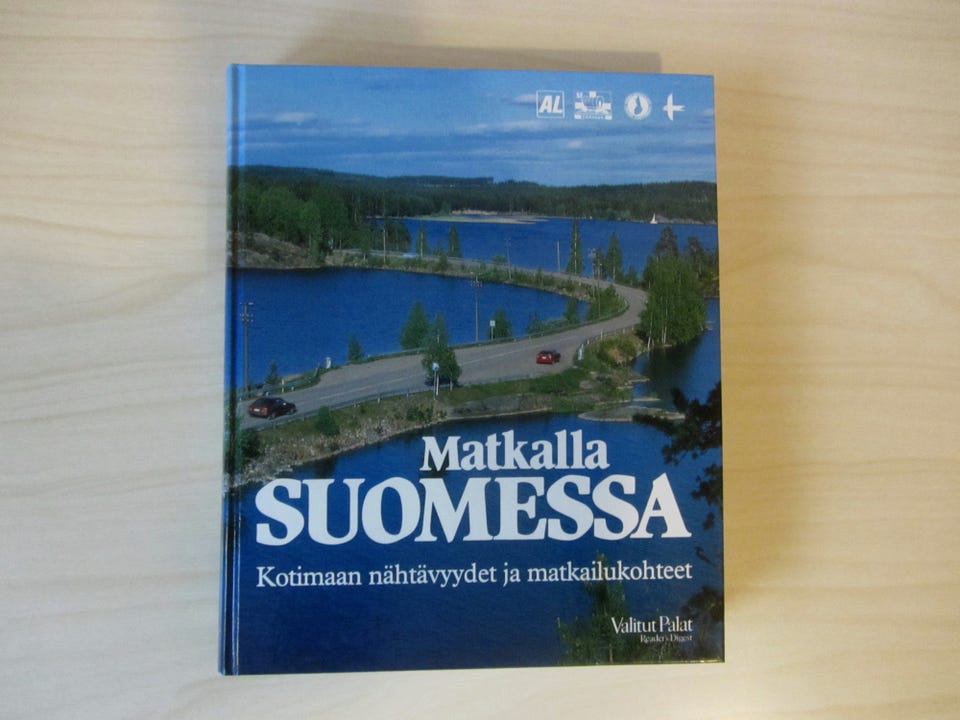 AL
Matkalla
SUOMESSA
Kotimaan nähtävyydet ja matkailukohteet
Valitut Palat
Reader's Digest